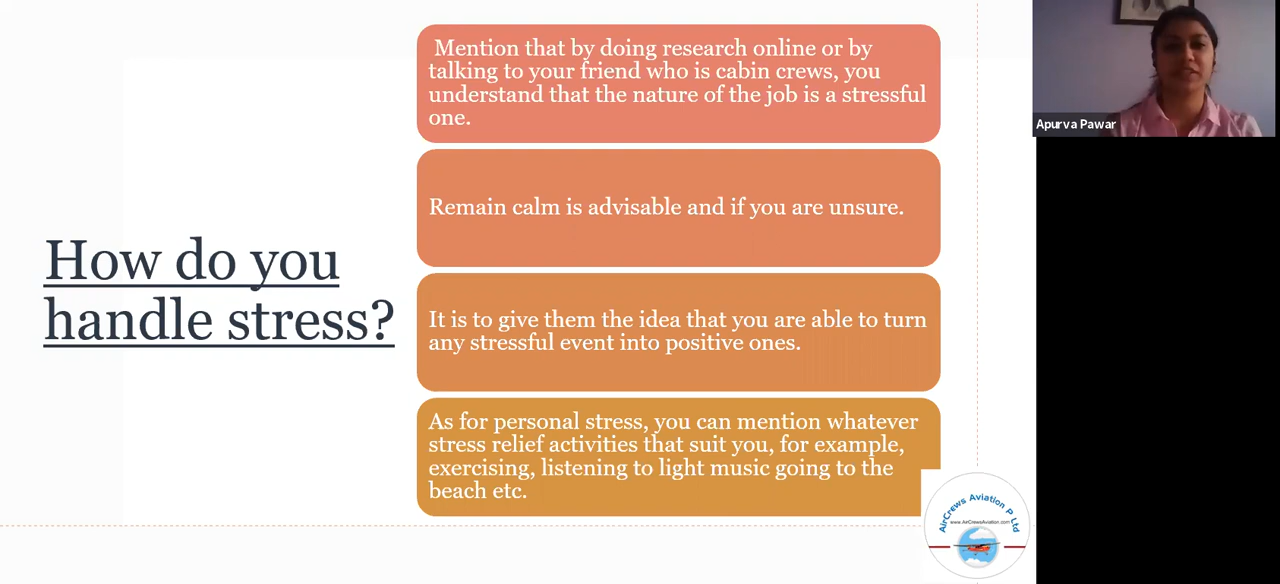 How do you
handle stress?
Mention that by doing research online or by
talking to your friend who is cabin crews, you
understand that the nature of the job is a stressful
one.
Remain calm is advisable and if you are unsure.
It is to give them the idea that you are able to turn
any stressful event into positive ones.
As for personal stress, you can mention whatever
stress relief activities that suit you, for example,
exercising, listening to light music going to the
beach etc.
Apurva Pawar
AirCrews Aviation P Ltd
www.AirCrewsAviation.com